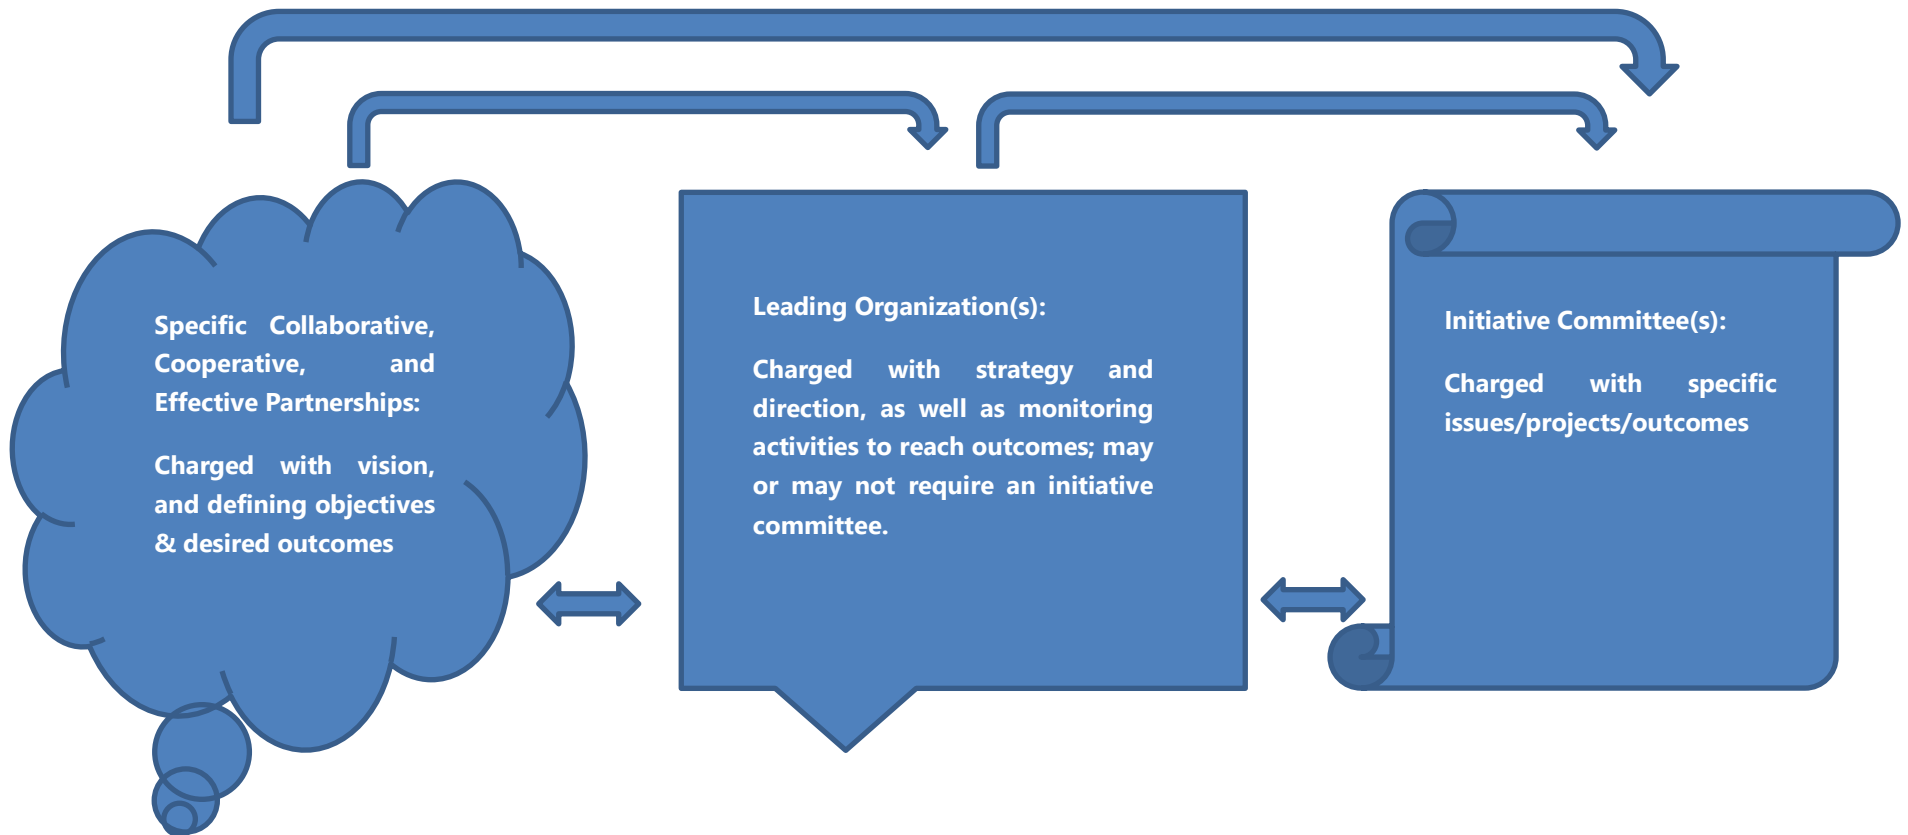 Specific Collaborative,
Cooperative, and
Effective Partnerships:
Charged with vision,
and defining objectives
& desired outcomes
Leading Organization(s):
Charged with strategy and
direction, as well as monitoring
activities to reach outcomes; may
or may not require an initiative
committee.
Initiative Committee(s):
Charged with specific
issues/projects/outcomes